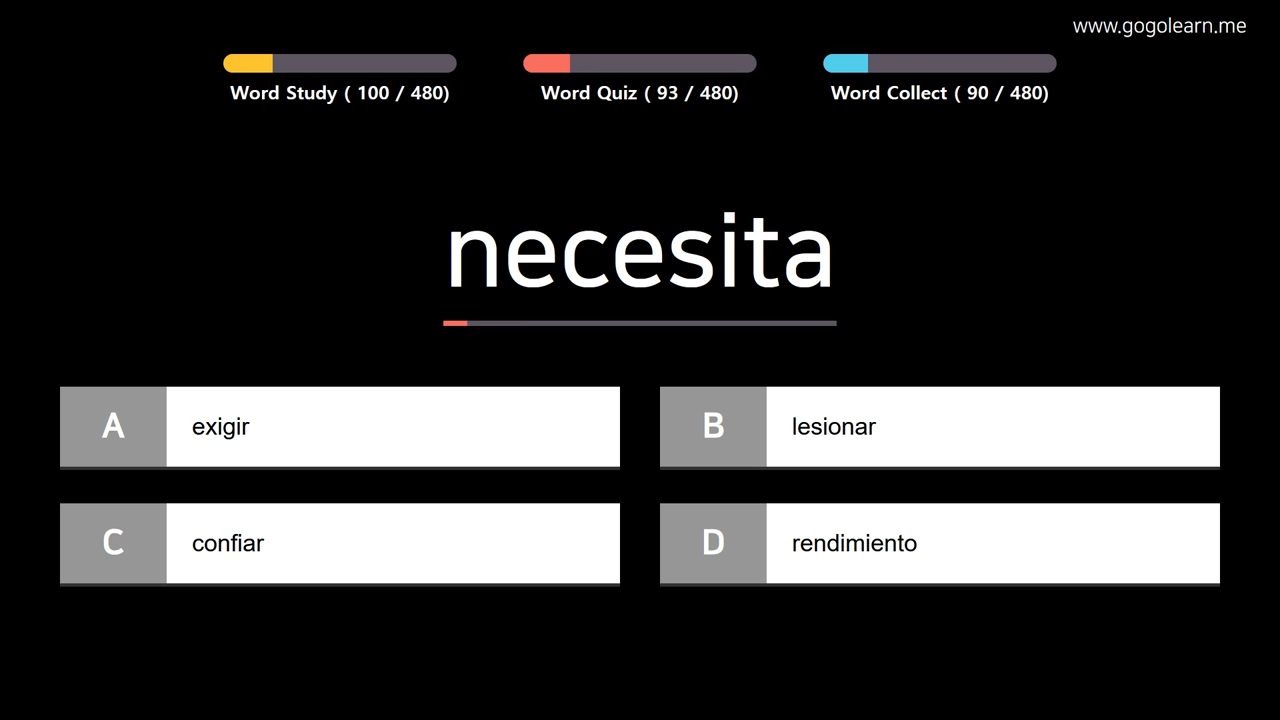 www.gogolearn.me
Word Study ( 100 / 480)
Word Quiz ( 93 / 480)
Word Collect ( 90 / 480)
necesita
A exigir
B lesionar
C confiar
D rendimiento